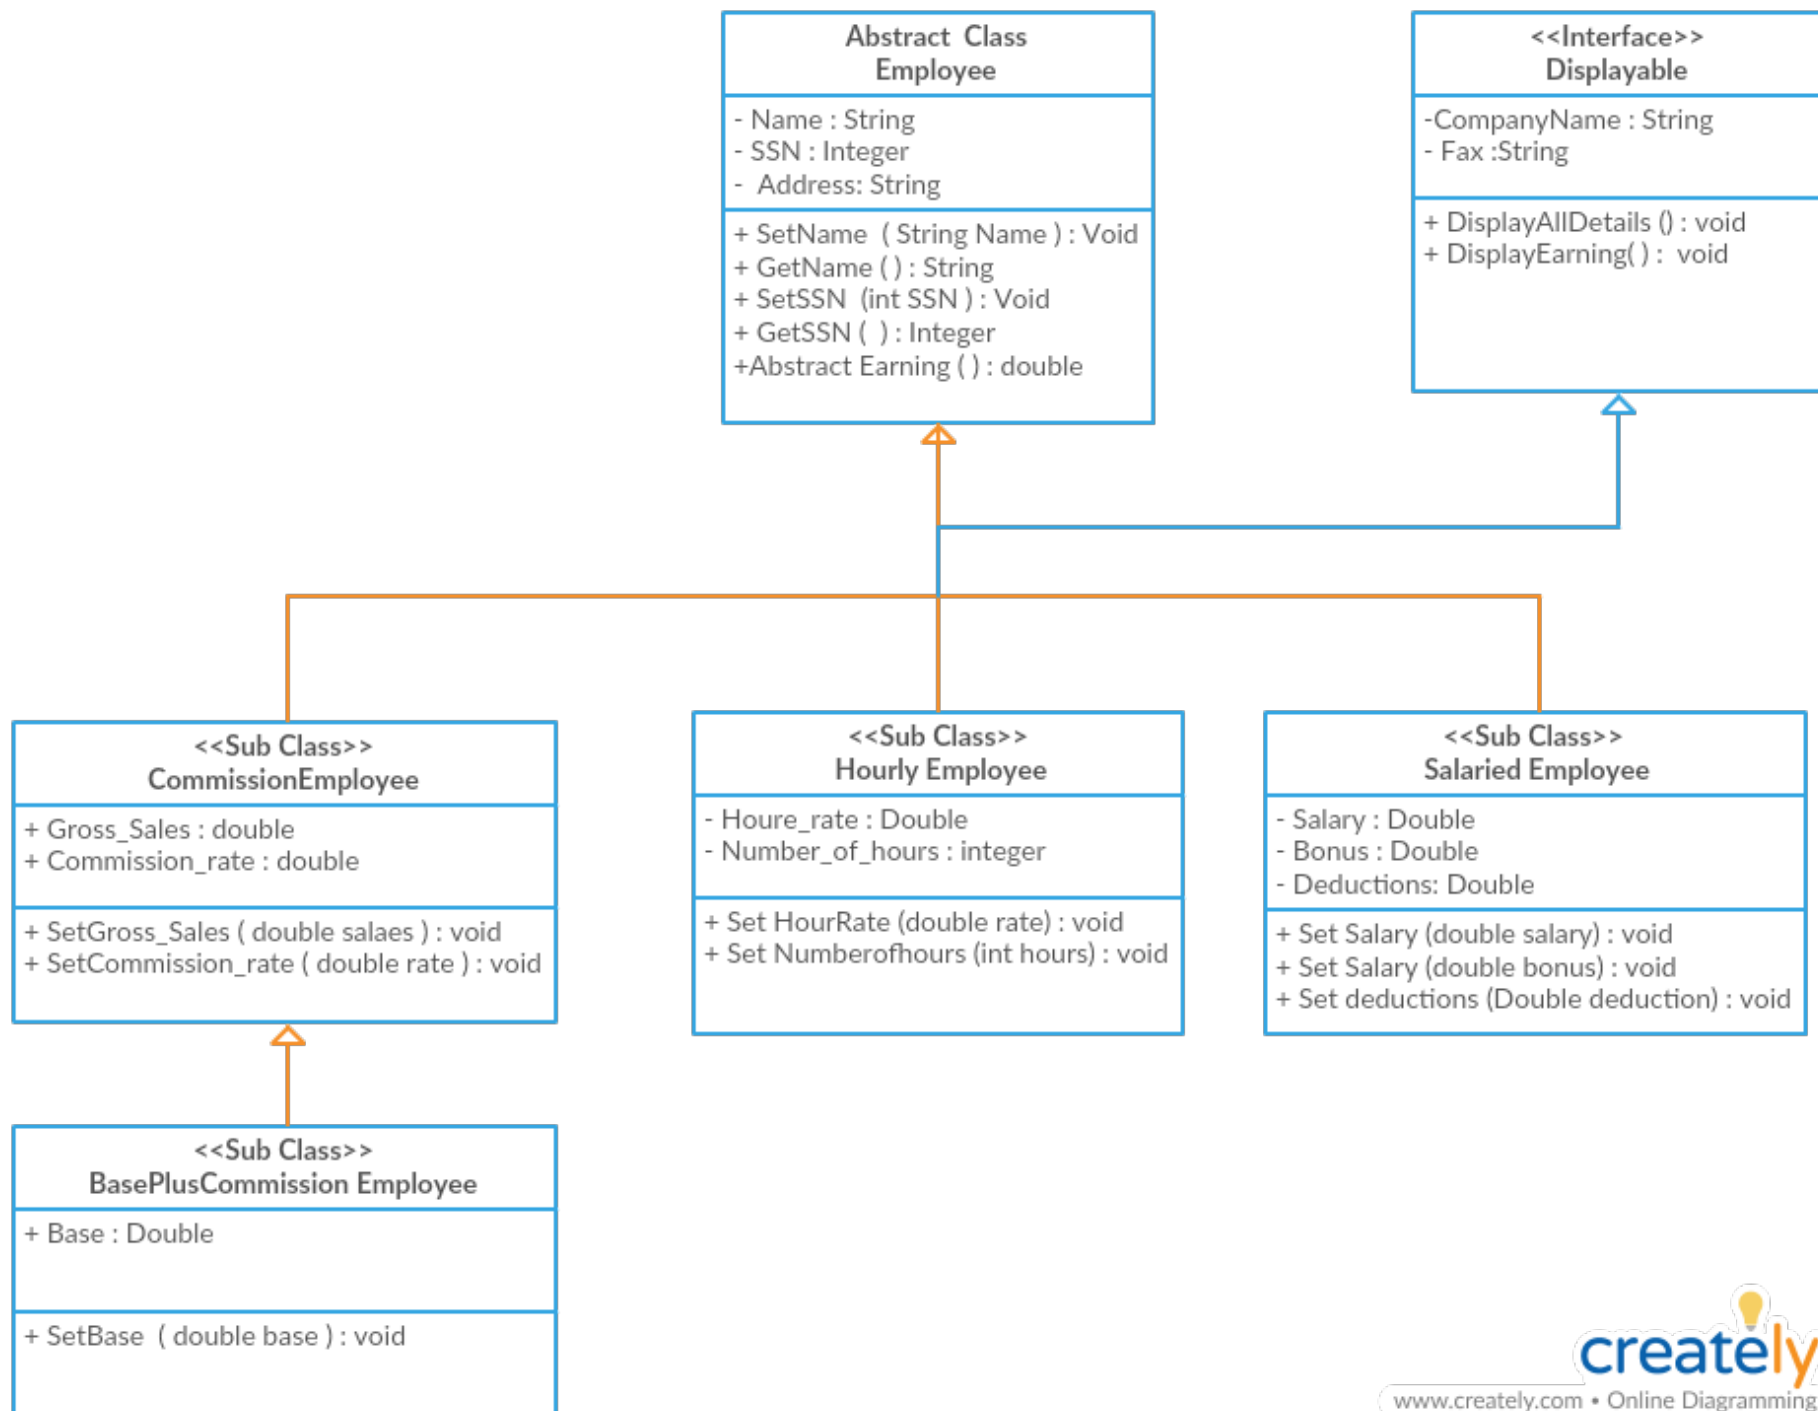 Abstract  Class
Employee
- Name : String
- SSN : Integer
-  Address: String
+ SetName  ( String Name ) : Void
+ GetName ( ) : String
+ SetSSN  (int SSN ) : Void
+ GetSSN (  ) : Integer
+Abstract Earning ( ) : double
<<Interface>>
Displayable
-CompanyName : String
- Fax :String
+ DisplayAllDetails () : void
+ DisplayEarning( ) :  void
<<Sub Class>>
CommissionEmployee
+ Gross_Sales : double
+ Commission_rate : double
+ SetGross_Sales ( double salaes ) : void
+ SetCommission_rate ( double rate ) : void
<<Sub Class>>
Hourly Employee
- Houre_rate : Double
- Number_of_hours : integer
+ Set HourRate (double rate) : void
+ Set Numberofhours (int hours) : void
<<Sub Class>>
Salaried Employee
- Salary : Double
- Bonus : Double
- Deductions: Double
+ Set Salary (double salary) : void
+ Set Salary (double bonus) : void
+ Set deductions (Double deduction) : void
<<Sub Class>>
BasePlusCommission Employee
+ Base : Double
+ SetBase  ( double base ) : void
creately
www.creately.com • Online Diagramming